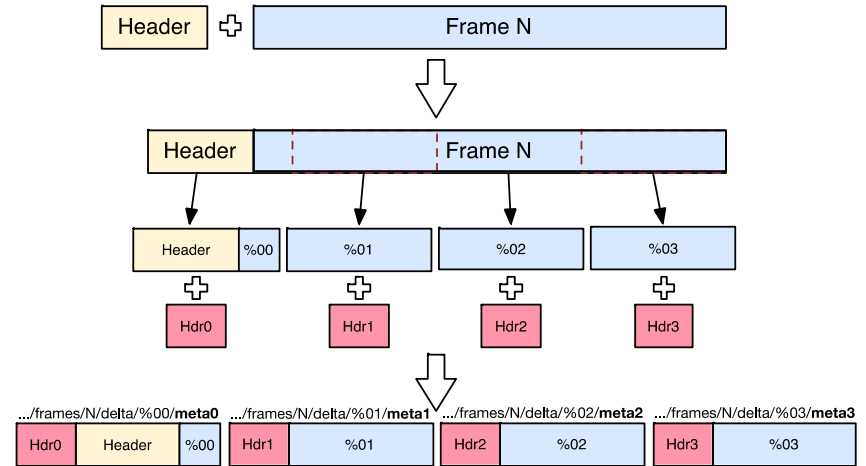 Header Frame N
Header Frame N
Header %00 %01 %02 %03
Hdr0 Hdr1 Hdr2 Hdr3
.../frames/N/delta/%00/meta0 .../frames/N/delta/%01/meta1 .../frames/N/delta/%02/meta2 .../frames/N/delta/%03/meta3
Hdr0 Header %00 Hdr1 %01 Hdr2 %02 Hdr3 %03